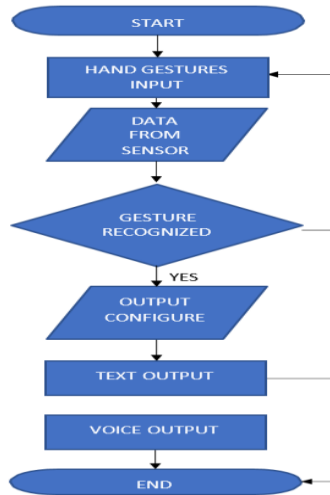 START
HAND GESTURES
INPUT
DATA
FROM
SENSOR
GESTURE
RECOGNIZED
YES
OUTPUT
CONFIGURE
TEXT OUTPUT
VOICE OUTPUT
END